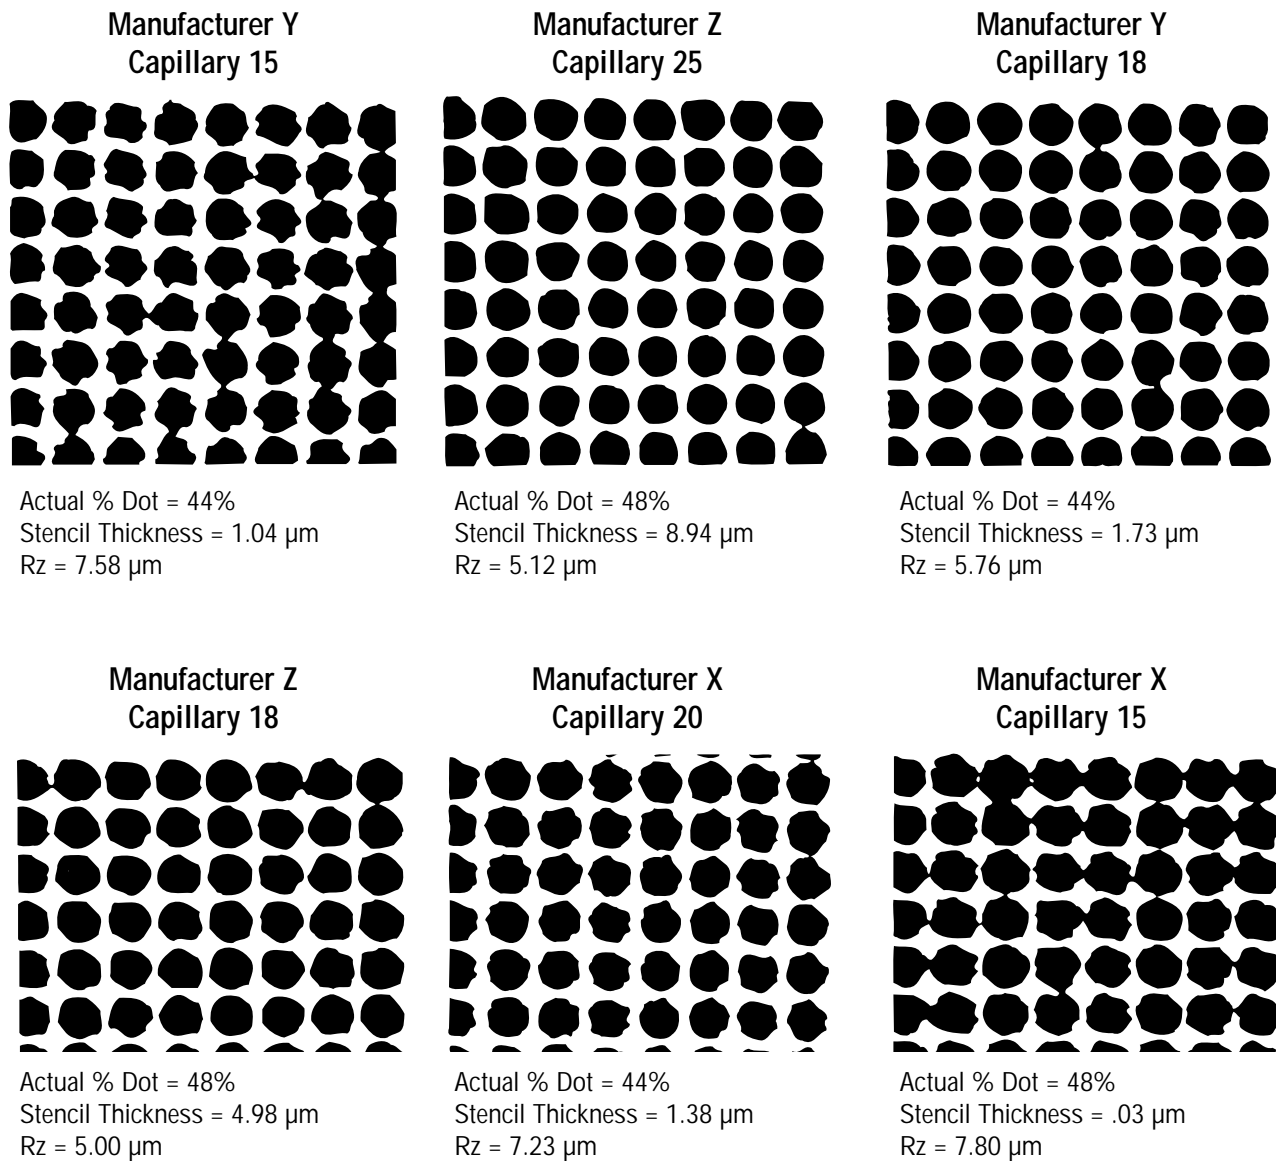 Manufacturer Y
Capillary 15
Manufacturer Z
Capillary 25
Manufacturer Y
Capillary 18
Actual % Dot = 44%
Stencil Thickness = 1.04 µm
Rz = 7.58 µm
Actual % Dot = 48%
Stencil Thickness = 8.94 µm
Rz = 5.12 µm
Actual % Dot = 44%
Stencil Thickness = 1.73 µm
Rz = 5.76 µm
Manufacturer Z
Capillary 18
Manufacturer X
Capillary 20
Manufacturer X
Capillary 15
Actual % Dot = 48%
Stencil Thickness = 4.98 µm
Rz = 5.00 µm
Actual % Dot = 44%
Stencil Thickness = 1.38 µm
Rz = 7.23 µm
Actual % Dot = 48%
Stencil Thickness = .03 µm
Rz = 7.80 µm